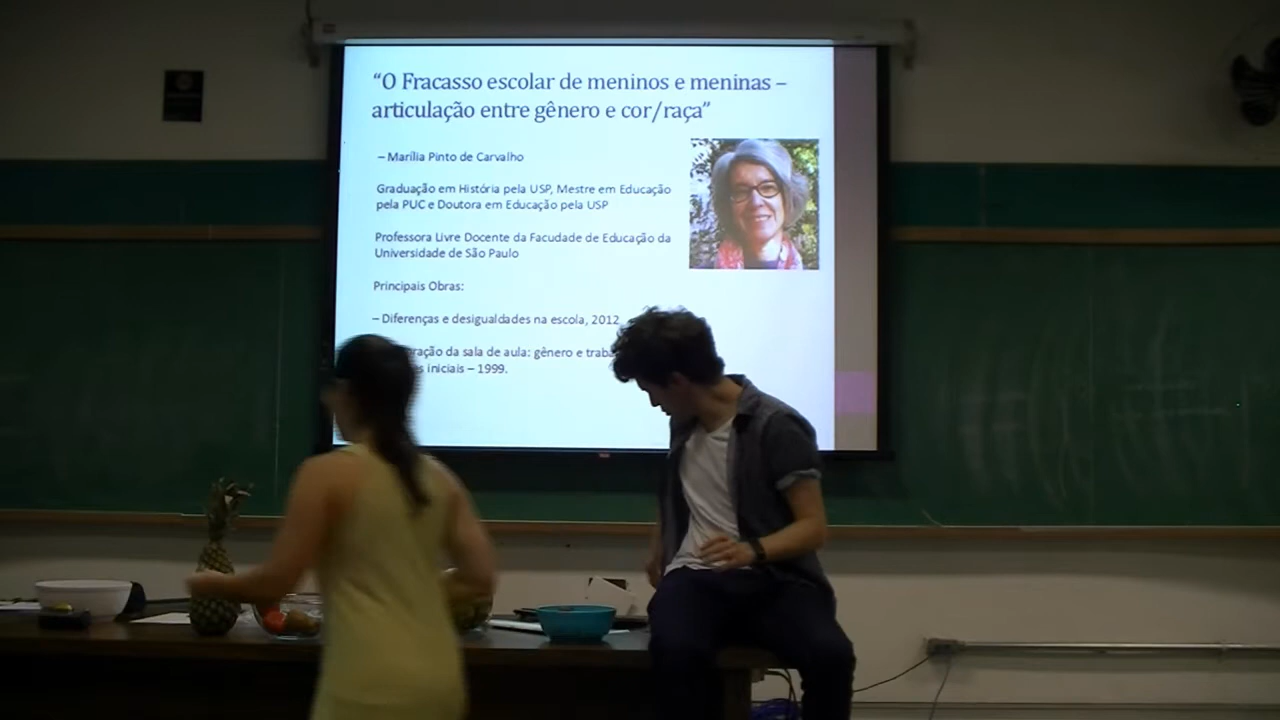 “O Fracasso escolar de meninos e meninas –
articulação entre gênero e cor/raça”
– Marília Pinto de Carvalho
Graduação em História pela USP, Mestre em Educação
pela PUC e Doutora em Educação pela USP
Professora Livre Docente da Facudade de Educação da
Universidade de São Paulo
Principais Obras:
– Diferenças e desigualdades na escola, 2012
da sala de aula: gênero e
iniciais – 1999.